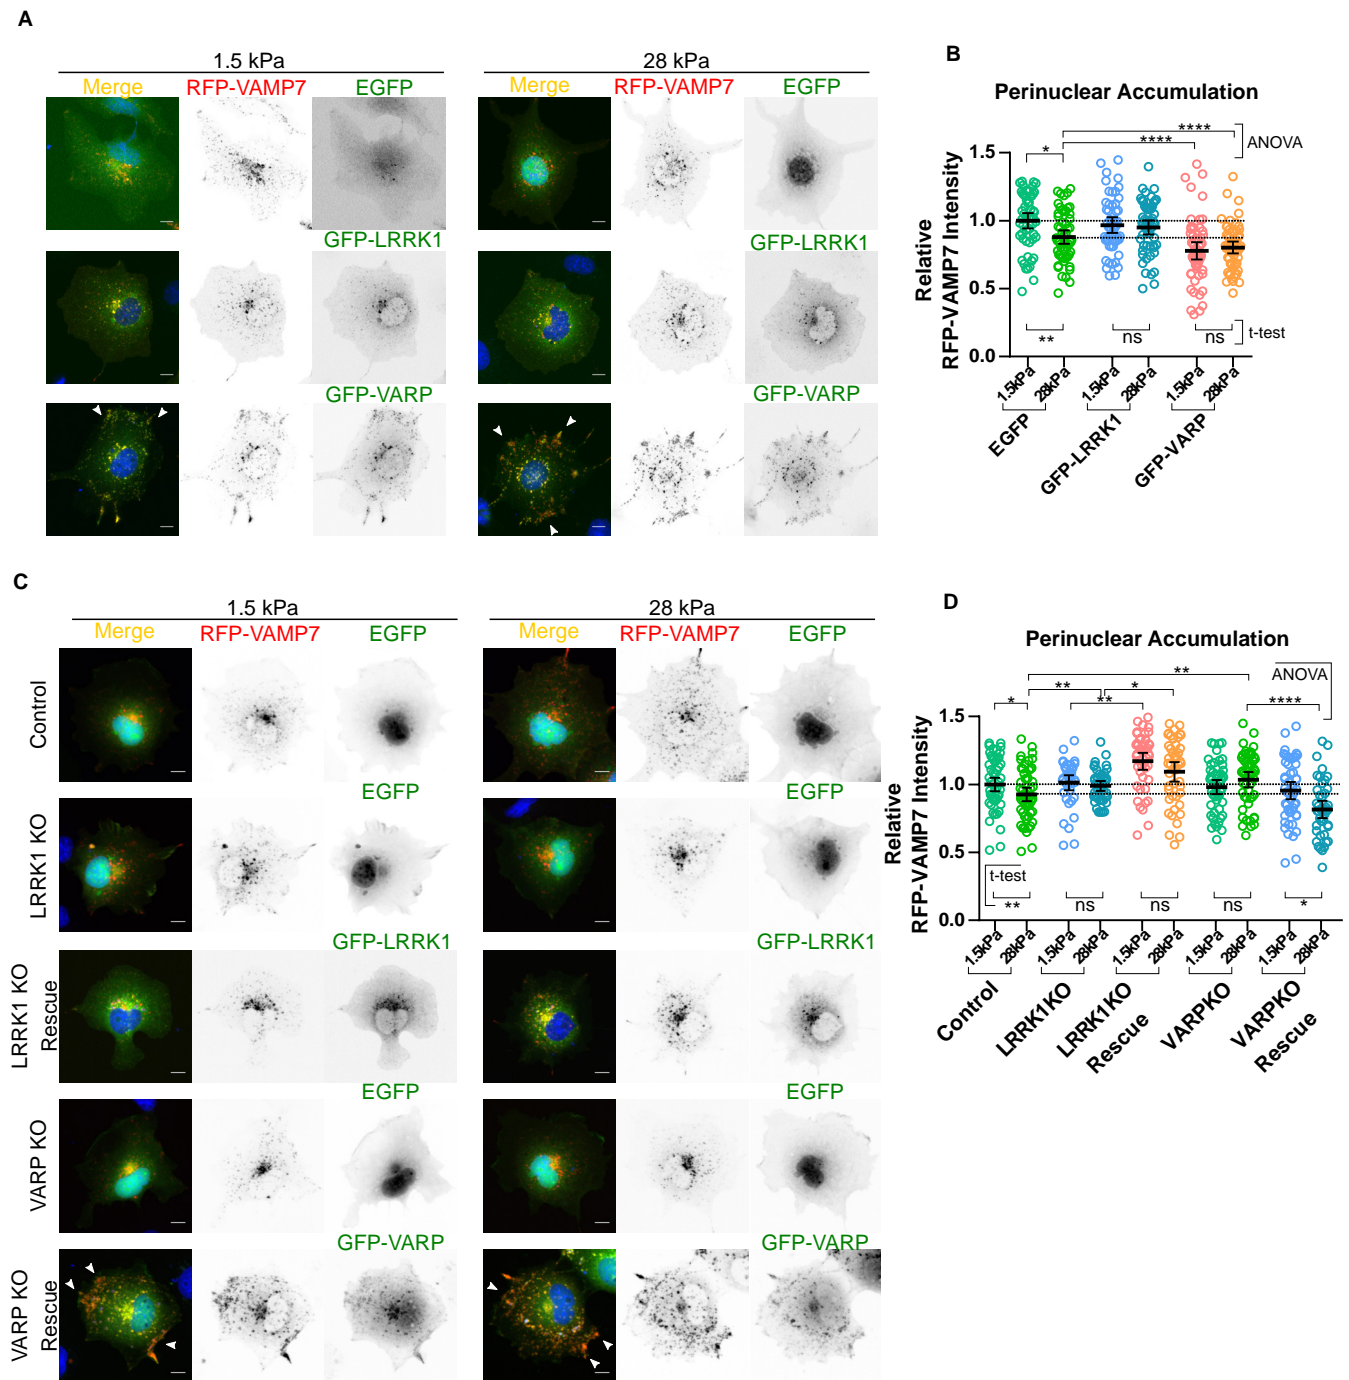 A
1.5 kPa
28 kPa
Merge RFP-VAMP7 EGFP
Merge RFP-VAMP7 EGFP
GFP-LRRK1
GFP-LRRK1
GFP-VARP
GFP-VARP
B
Perinuclear Accumulation
Relative
RFP-VAMP7 Intensity
1.5
1.0
0.5
0.0
*
****
****
ANOVA
**
ns
ns
t-test
1.5kPa
28kPa
1.5kPa
28kPa
1.5kPa
28kPa
EGFP
GFP-LRRK1
GFP-VARP
C
1.5 kPa
28 kPa
Merge RFP-VAMP7 EGFP
Merge RFP-VAMP7 EGFP
Control
EGFP
EGFP
LRRK1 KO
GFP-LRRK1
GFP-LRRK1
LRRK1 KO
Rescue
EGFP
EGFP
VARP KO
GFP-VARP
GFP-VARP
VARP KO
Rescue
D
Perinuclear Accumulation
Relative
RFP-VAMP7 Intensity
1.5
1.0
0.5
0.0
**
ANOVA
*
**
*
**
****
t-test
**
ns
ns
ns
*
1.5kPa
28kPa
1.5kPa
28kPa
1.5kPa
28kPa
1.5kPa
28kPa
1.5kPa
28kPa
Control
LRRK1KO
LRRK1KO
Rescue
VARPKO
VARPKO
Rescue